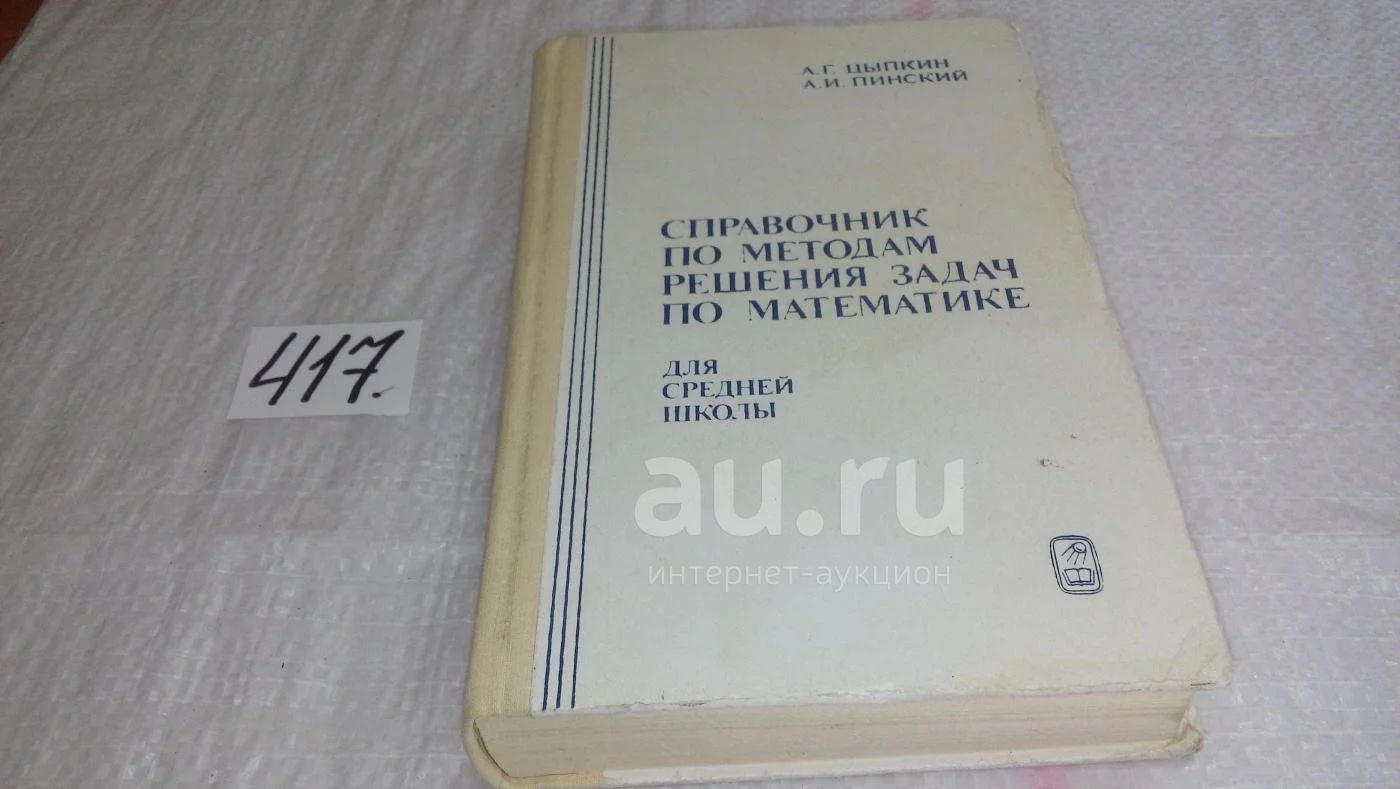 А.Г. ЦЫПКИН
А.И. ПИНСКИЙ
СПРАВОЧНИК
ПО МЕТОДАМ
РЕШЕНИЯ ЗАДАЧ
ПО МАТЕМАТИКЕ
ДЛЯ
СРЕДНЕЙ
ШКОЛЫ
417.
au.ru
интернет-аукцион